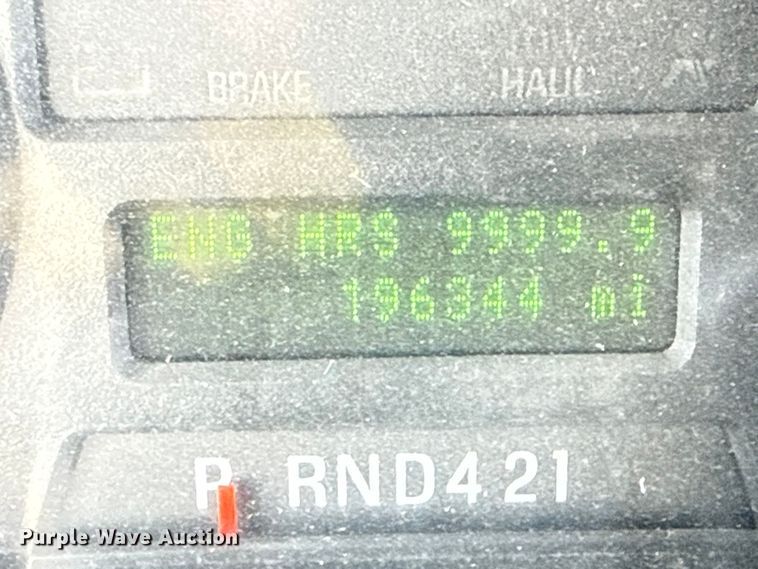 BRAKE HAUL
ENG HRS 9999.9
196344 mi
P RND421
Purple Wave Auction